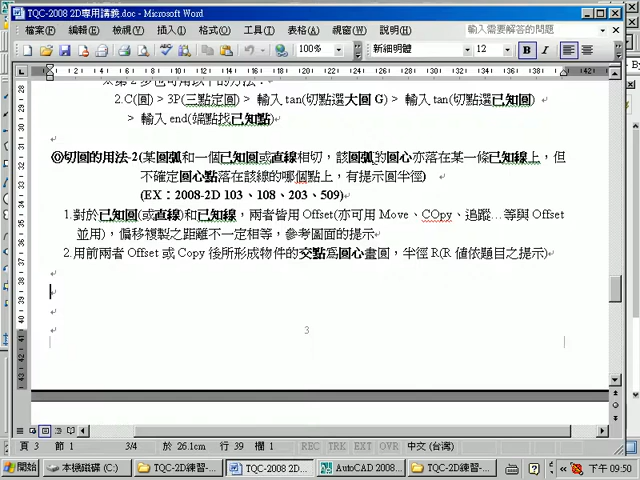 TQC-2008 2D專用講義.doc - Microsoft Word
檔案(F) 編輯(E) 檢視(V) 插入(I) 格式(O) 工具(T) 表格(A) 視窗(W) 說明(H) 輸入需要解答的問題
100% 新細明體 12 B
2.C(圓) > 3P(三點定圓) > 輸入 tan(切點選大圓 G) > 輸入 tan(切點選已知圓)
> 輸入 end(端點找已知點)
◎切圓的用法-2(某圓弧和一個已知圓或直線相切，該圓弧的圓心亦落在某一條已知線上，但
不確定圓心點落在該線的哪個點上，有提示圓半徑)
(EX：2008-2D 103、108、203、509)
1.對於已知圓(或直線)和已知線，兩者皆用 Offset(亦可用 Move、COpy、追蹤…等與 Offset
並用)，偏移複製之距離不一定相等，參考圖面的提示
2.用前兩者 Offset 或 Copy 後所形成物件的交點為圓心畫圓，半徑 R(R 值依題目之提示)
3
頁 3 節 1 3/4 於 26.1cm 行 39 欄 1 REC TRK EXT OVR 中文 (台灣)
開始 本機磁碟 (C:) TQC-2D練習-... TQC-2008 2D... AutoCAD 2008... TQC-2D練習-... 下午 09:50